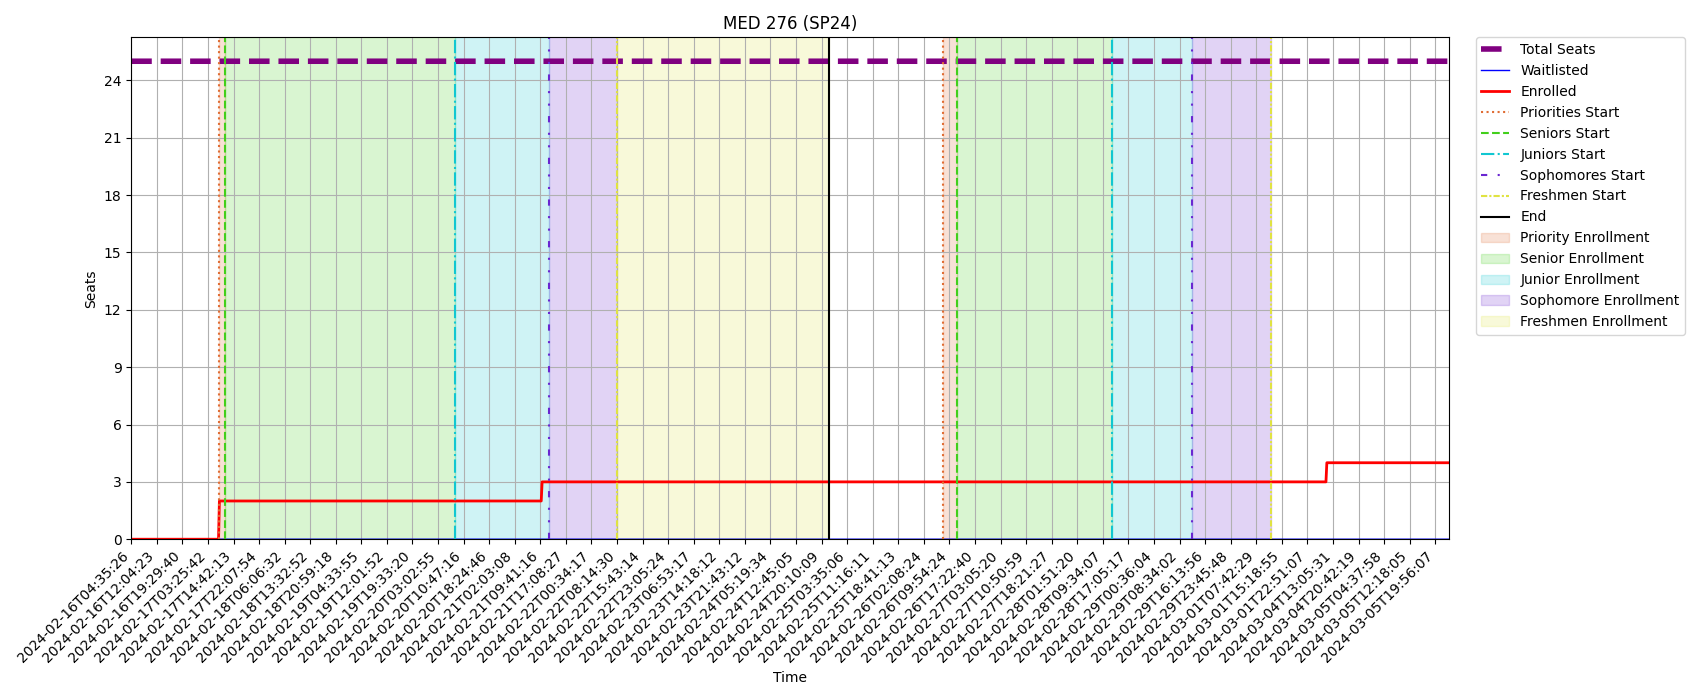 MED 276 (SP24)
Seats
24
21
18
15
12
9
6
3
0
2024-02-16T04:35:26
2024-02-16T12:04:23
2024-02-16T19:29:40
2024-02-17T03:25:42
2024-02-17T14:42:13
2024-02-17T22:07:54
2024-02-18T06:06:32
2024-02-18T13:32:52
2024-02-18T20:59:18
2024-02-19T04:33:55
2024-02-19T12:01:52
2024-02-19T19:33:20
2024-02-20T03:02:55
2024-02-20T10:47:16
2024-02-20T18:24:46
2024-02-21T02:03:08
2024-02-21T09:41:16
2024-02-21T17:08:27
2024-02-22T00:34:17
2024-02-22T08:14:30
2024-02-22T15:43:14
2024-02-22T23:05:24
2024-02-23T06:53:17
2024-02-23T14:18:12
2024-02-23T21:43:12
2024-02-24T05:19:34
2024-02-24T12:45:05
2024-02-24T20:10:09
2024-02-25T03:35:06
2024-02-25T11:16:11
2024-02-25T18:41:13
2024-02-26T02:08:24
2024-02-26T09:54:24
2024-02-26T17:22:40
2024-02-27T03:05:20
2024-02-27T10:50:59
2024-02-27T18:21:27
2024-02-28T01:51:20
2024-02-28T09:34:07
2024-02-28T17:05:17
2024-02-29T00:36:04
2024-02-29T08:34:02
2024-02-29T16:13:56
2024-02-29T23:45:48
2024-03-01T07:42:29
2024-03-01T15:18:55
2024-03-01T22:51:07
2024-03-04T13:05:31
2024-03-04T20:42:19
2024-03-05T04:37:58
2024-03-05T12:18:05
2024-03-05T19:56:07
Time
Total Seats
Waitlisted
Enrolled
Priorities Start
Seniors Start
Juniors Start
Sophomores Start
Freshmen Start
End
Priority Enrollment
Senior Enrollment
Junior Enrollment
Sophomore Enrollment
Freshmen Enrollment